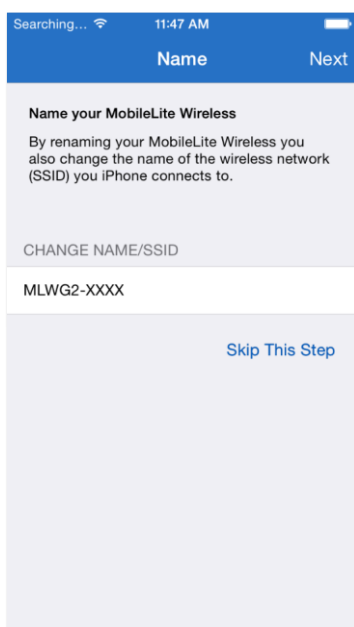 Searching... 11:47 AM
Name Next
Name your MobileLite Wireless
By renaming your MobileLite Wireless you
also change the name of the wireless network
(SSID) you iPhone connects to.
CHANGE NAME/SSID
MLWG2-XXXX
Skip This Step